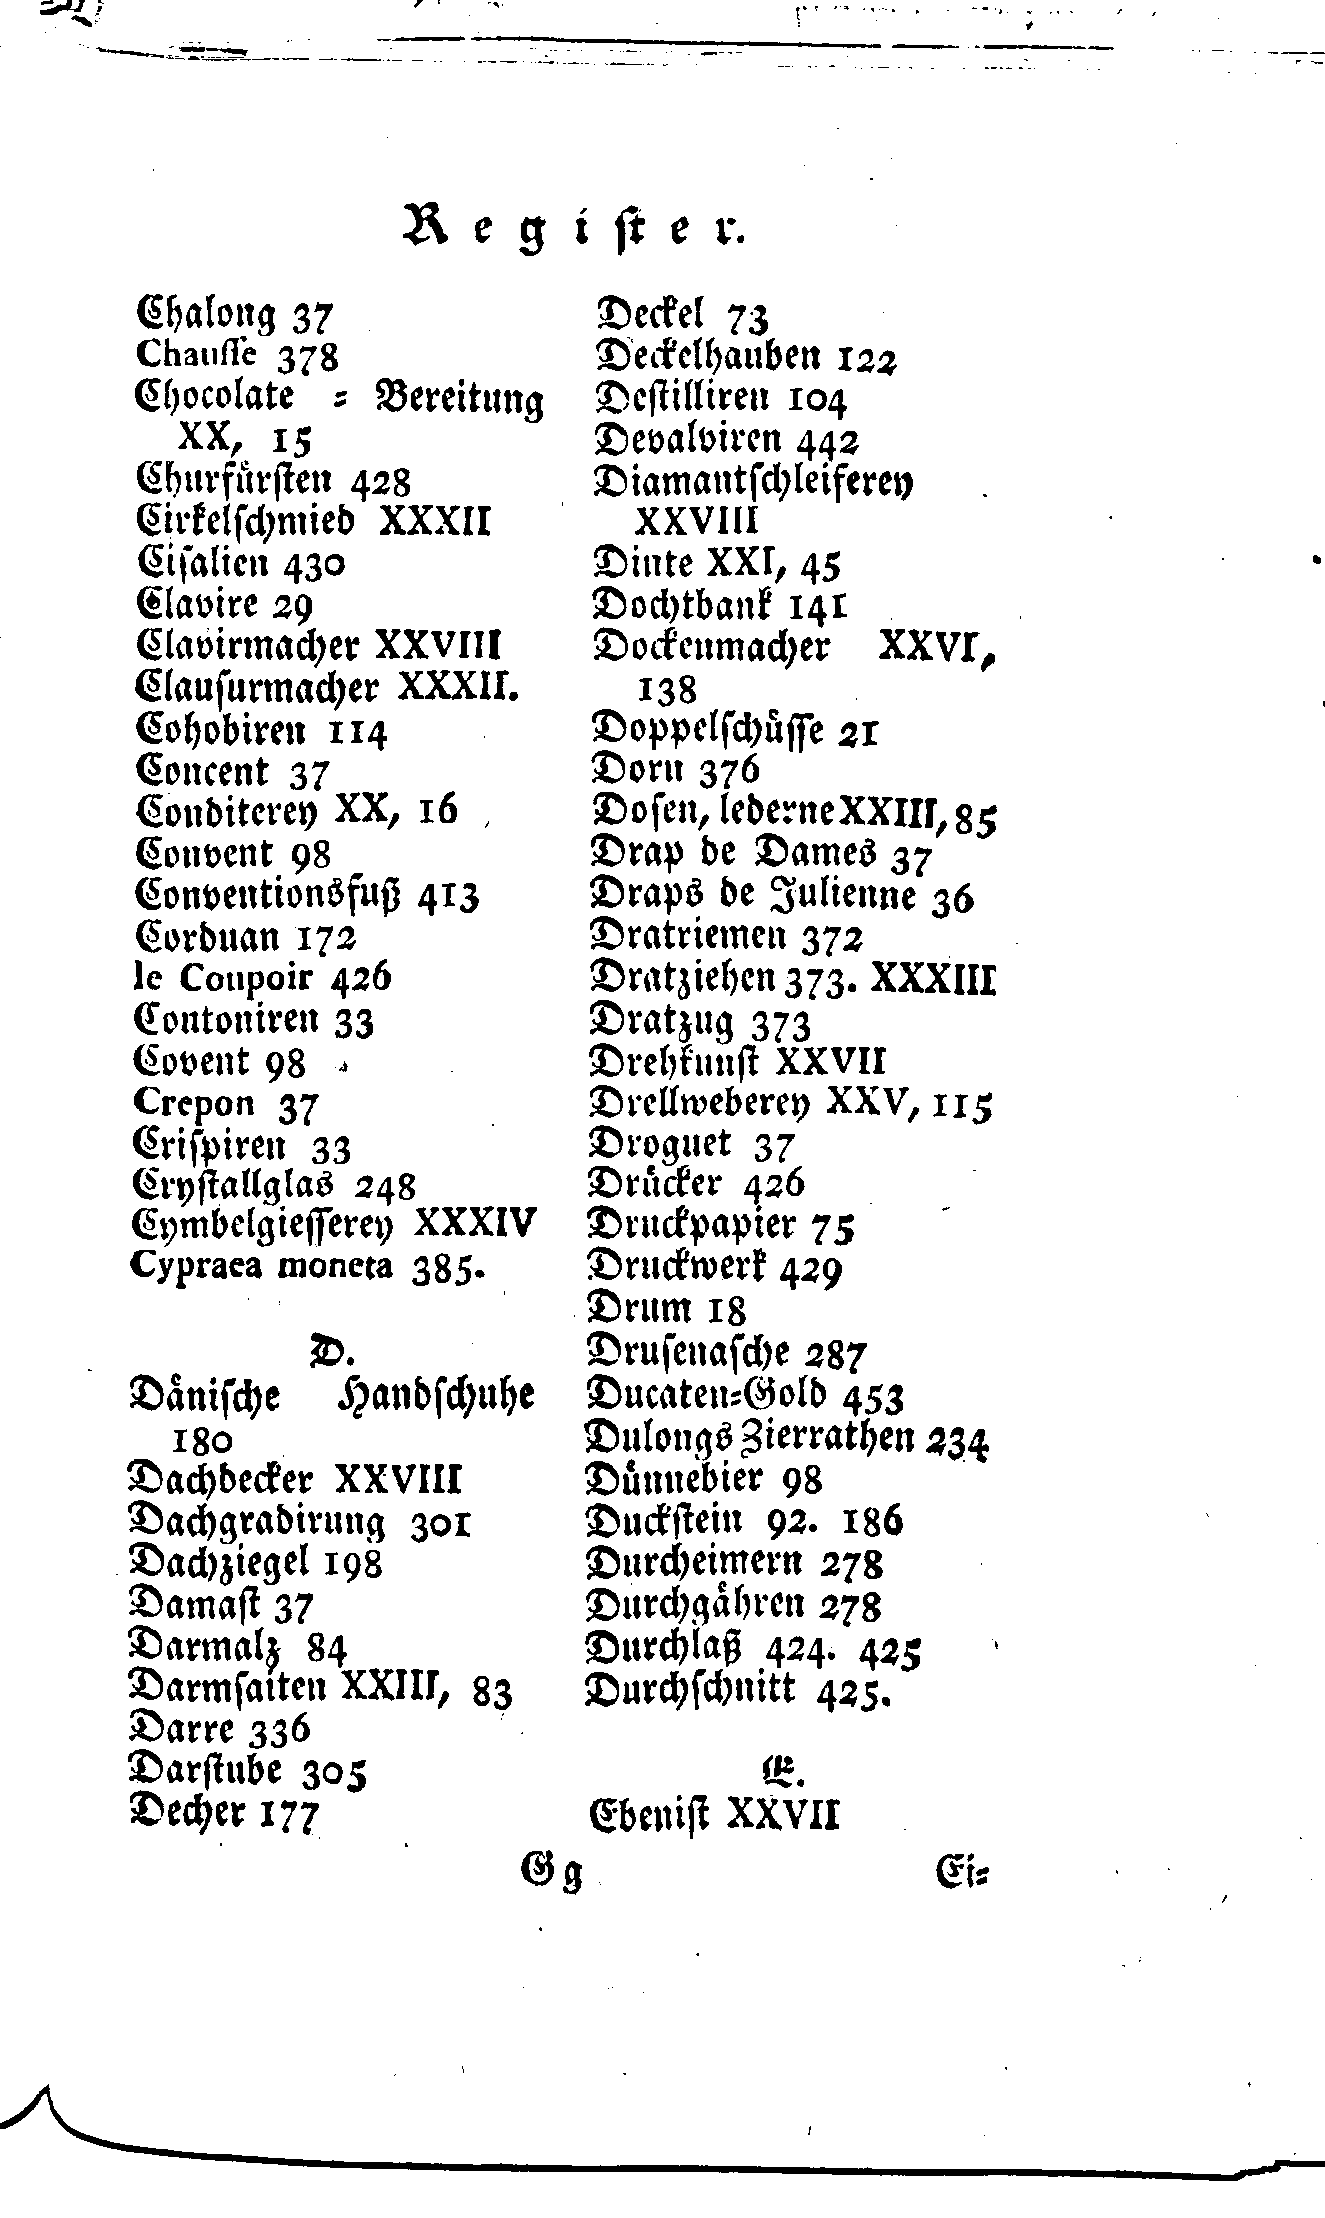 Regiſter.
Chalong 37
Chauſſe 378
Chocolate = Bereitung
XX, 15
Churfürſten 428
Cirkelſchmied XXXII
Ciſalien 430
Clavire 29
Clavirmacher XXVIII
Clauſurmacher XXXII.
Cohobiren 114
Concent 37
Conditerey XX, 16
Convent 98
Conventionsfuß 413
Corduan 172
le Coupoir 426
Contoniren 33
Covent 98
Crepon 37
Criſpiren 33
Cryſtallglas 248
Cymbelgieſſerey XXXIV
Cypraea moneta 385.
D.
Däniſche Handſchuhe
180
Dachdecker XXVIII
Dachgradirung 301
Dachziegel 198
Damaſt 37
Darmalz 84
Darmſaiten XXIII, 83
Darre 336
Darſtube 305
Decher 177
Deckel 73
Deckelhauben 122
Deſtilliren 104
Devalviren 442
Diamantſchleiferey
XXVIII
Dinte XXI, 45
Dochtbank 141
Dockenmacher XXVI,
138
Doppelſchüſſe 21
Dorn 376
Doſen, lederne XXIII, 85
Drap de Dames 37
Draps de Julienne 36
Dratriemen 372
Dratziehen 373. XXXIII
Dratzug 373
Drehkunſt XXVII
Drellweberey XXV, 115
Droguet 37
Drücker 426
Druckpapier 75
Druckwerk 429
Drum 18
Druſenaſche 287
Ducaten=Gold 453
Dulongs Zierrathen 234
Dünnebier 98
Duckſtein 92. 186
Durcheimern 278
Durchgähren 278
Durchlaß 424. 425
Durchſchnitt 425.
E.
Ebeniſt XXVII
Gg
Ei=